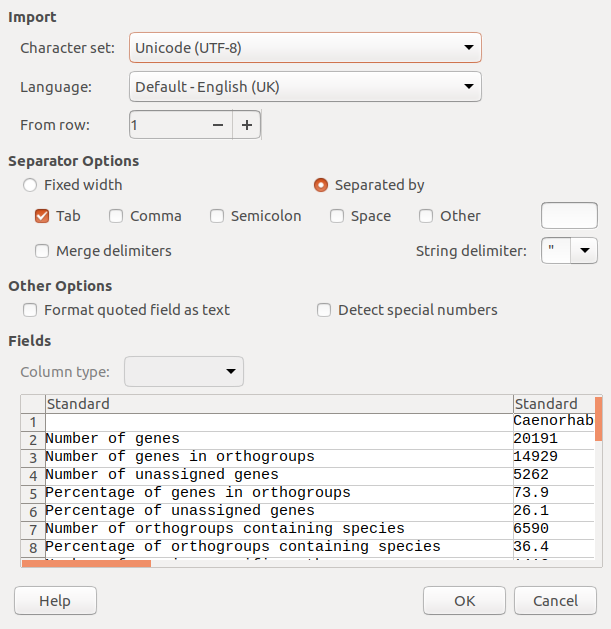 Import
Character set: Unicode (UTF-8)
Language: Default - English (UK)
From row: 1 − +
Separator Options
Fixed width Separated by
Tab Comma Semicolon Space Other
Merge delimiters String delimiter: "
Other Options
Format quoted field as text Detect special numbers
Fields
Column type:
Standard Standard
1 Caenorhab
2 Number of genes 20191
3 Number of genes in orthogroups 14929
4 Number of unassigned genes 5262
5 Percentage of genes in orthogroups 73.9
6 Percentage of unassigned genes 26.1
7 Number of orthogroups containing species 6590
8 Percentage of orthogroups containing species 36.4
Help OK Cancel